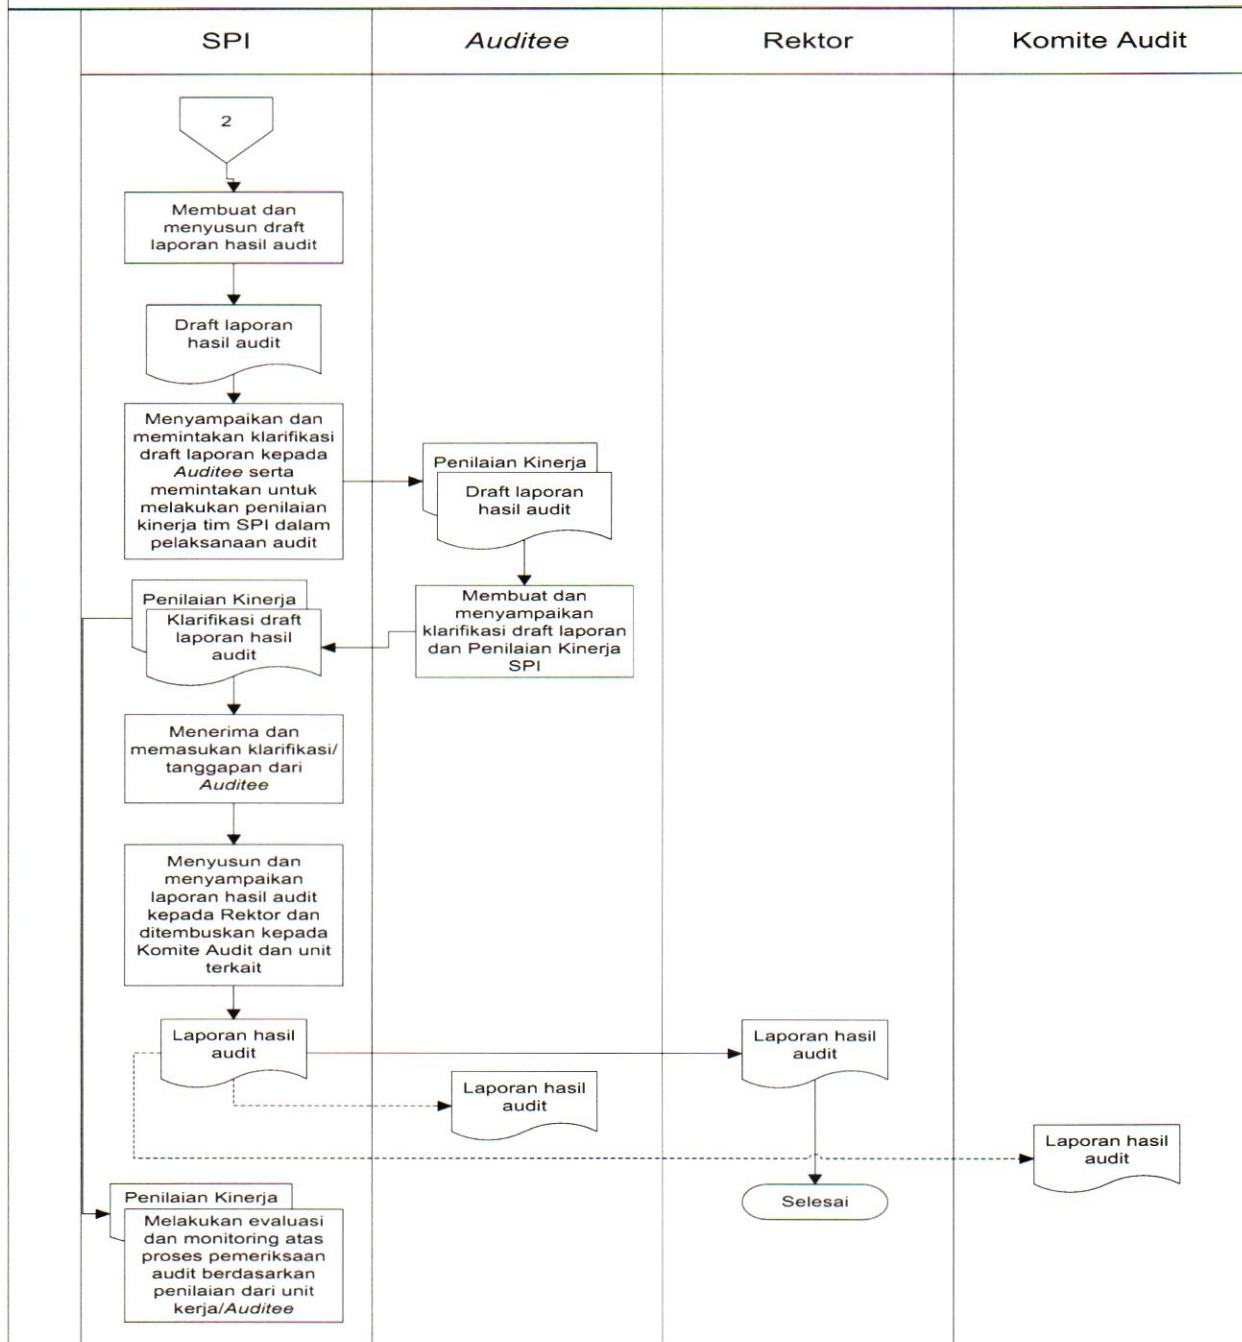 SPI
Auditee
Rektor
Komite Audit
2
Membuat dan
menyusun draft
laporan hasil audit
Draft laporan
hasil audit
Menyampaikan dan
memintakan klarifikasi
draft laporan kepada
Auditee serta
memintakan untuk
melakukan penilaian
kinerja tim SPI dalam
pelaksanaan audit
Penilaian Kinerja
Draft laporan
hasil audit
Membuat dan
menyampaikan
klarifikasi draft laporan
dan Penilaian Kinerja
SPI
Penilaian Kinerja
Klarifikasi draft
laporan hasil
audit
Menerima dan
memasukan klarifikasi/
tanggapan dari
Auditee
Menyusun dan
menyampaikan
laporan hasil audit
kepada Rektor dan
ditembuskan kepada
Komite Audit dan unit
terkait
Laporan hasil
audit
Laporan hasil
audit
Laporan hasil
audit
Laporan hasil
audit
Selesai
Penilaian Kinerja
Melakukan evaluasi
dan monitoring atas
proses pemeriksaan
audit berdasarkan
penilaian dari unit
kerja/Auditee